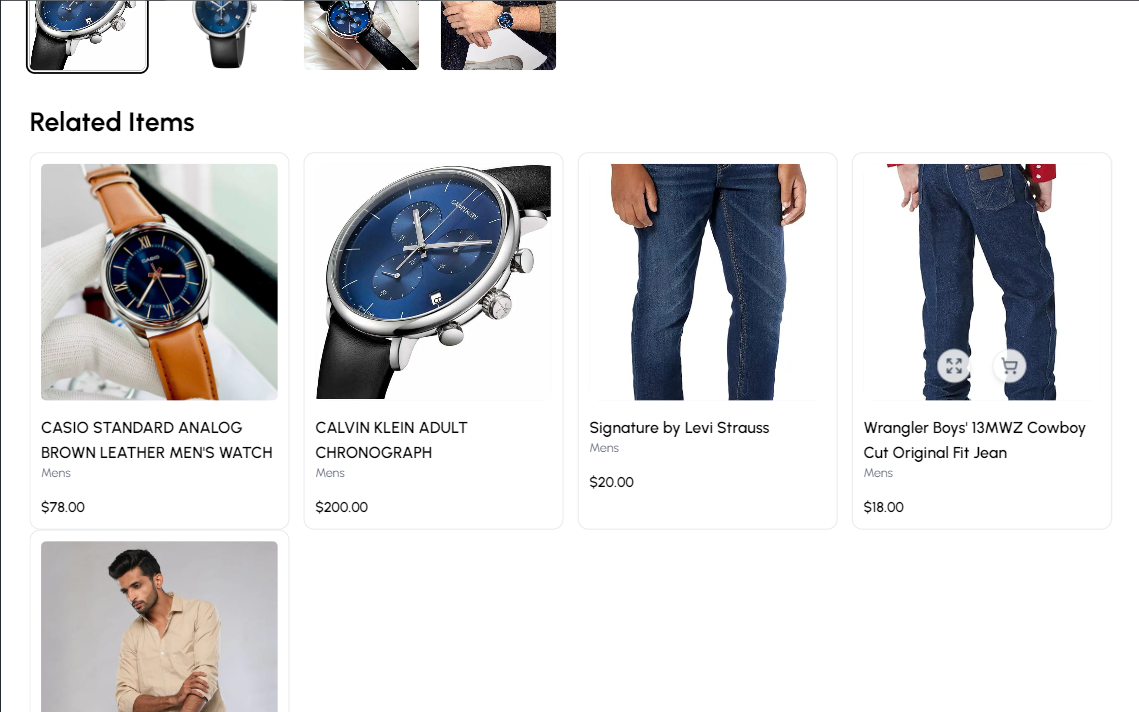 Related Items
CASIO
CASIO STANDARD ANALOG
BROWN LEATHER MEN'S WATCH
Mens
$78.00
CALVIN KLEIN ADULT
CHRONOGRAPH
Mens
$200.00
Signature by Levi Strauss
Mens
$20.00
Wrangler Boys' 13MWZ Cowboy
Cut Original Fit Jean
Mens
$18.00